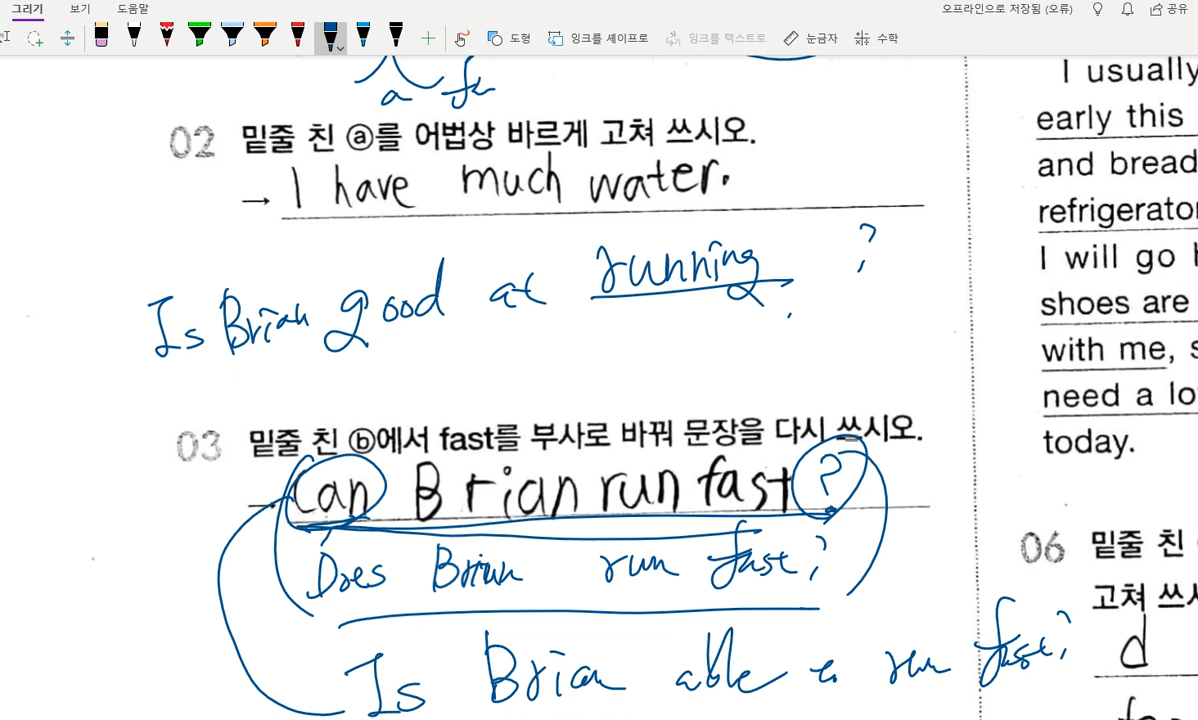 그리기 보기 도움말 오프라인으로 저장됨 (오류) 공유
도형 잉크를 셰이프로 잉크를 텍스트로 눈금자 수학
a
02 밑줄 친 ⓐ를 어법상 바르게 고쳐 쓰시오.
→ I have much water.
Is Brian good at running?
03 밑줄 친 ⓑ에서 fast를 부사로 바꿔 문장을 다시 쓰시오.
Can Brian run fast?
Does Brian run fast?
Is Brian able to run fast?
I usually
early this
and bread
refrigerato
I will go h
shoes are
with me, s
need a lo
today.
06 밑줄 친
고쳐 쓰시
d